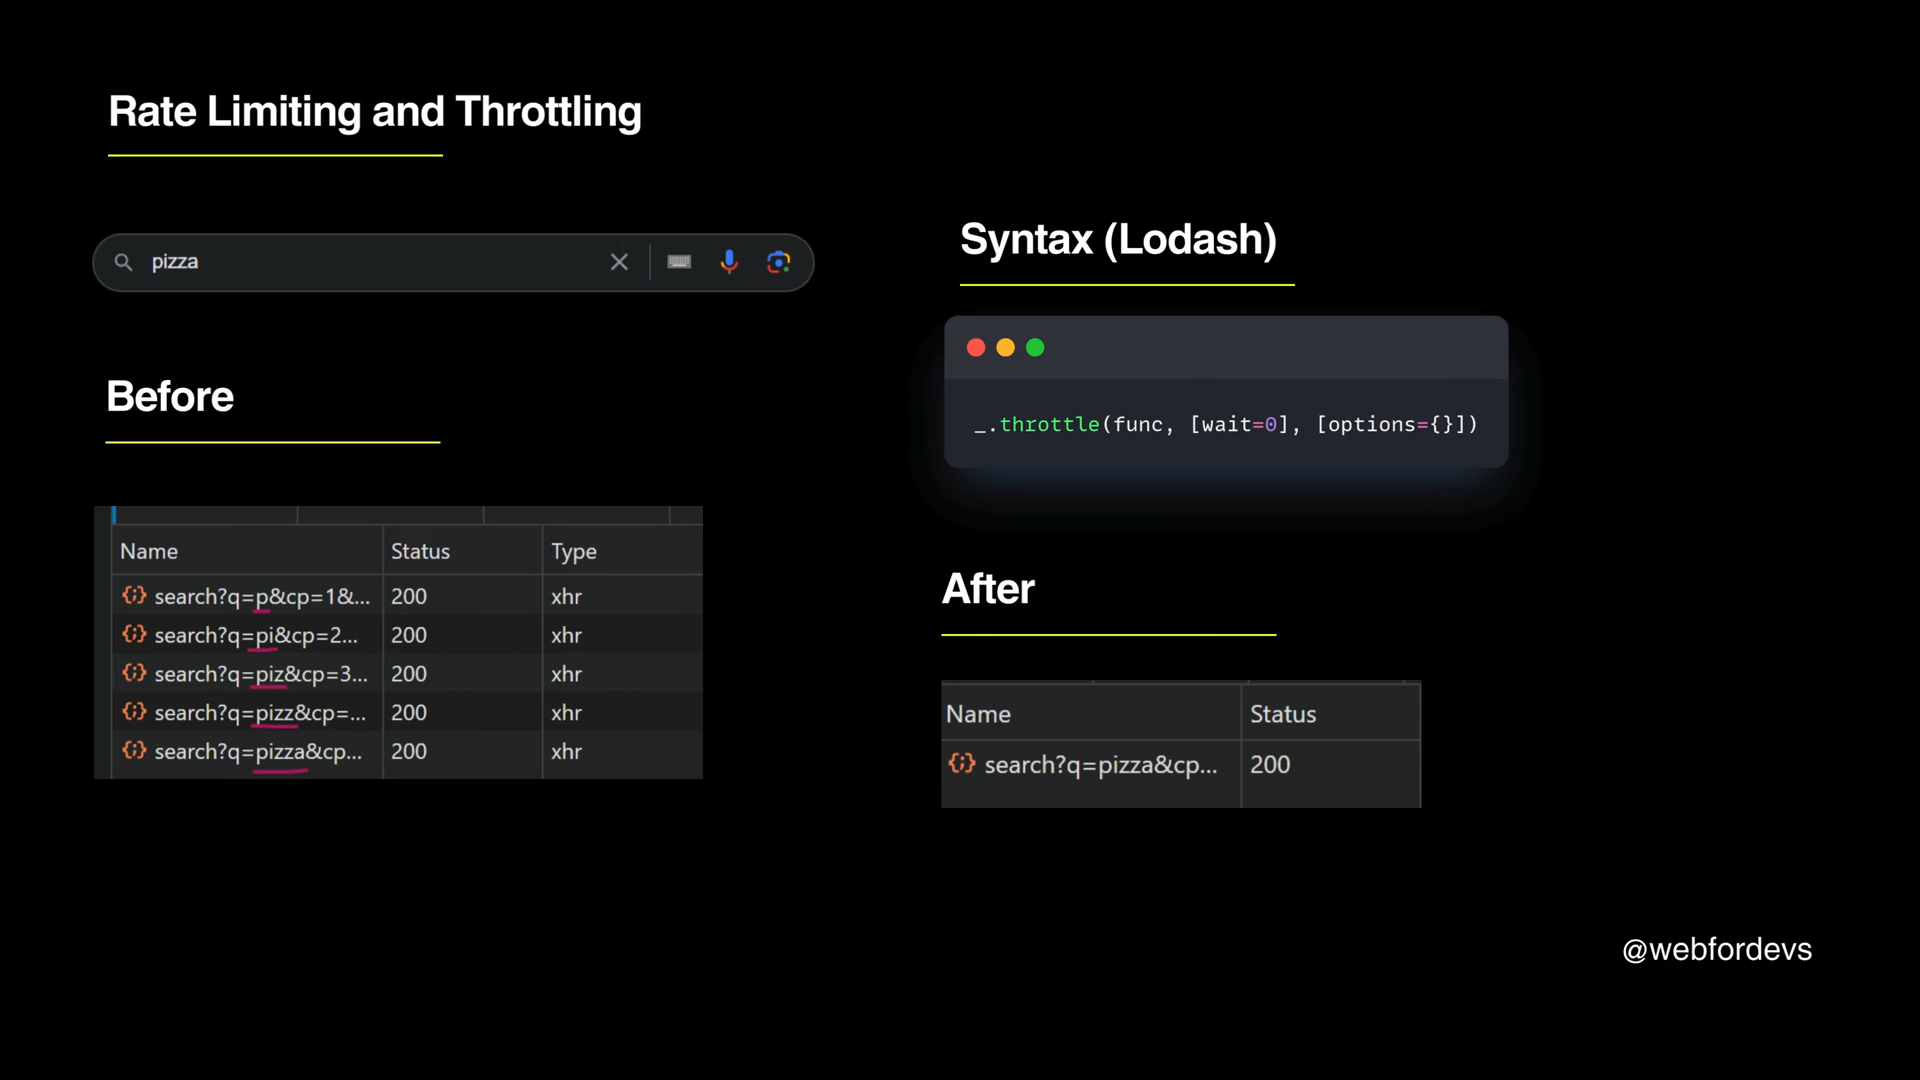 Rate Limiting and Throttling
pizza
Before
Name Status Type
search?q=p&cp=1&... 200 xhr
search?q=pi&cp=2... 200 xhr
search?q=piz&cp=3... 200 xhr
search?q=pizz&cp=... 200 xhr
search?q=pizza&cp... 200 xhr
Syntax (Lodash)
_.throttle(func, [wait=0], [options={}])
After
Name Status
search?q=pizza&cp... 200
@webfordevs